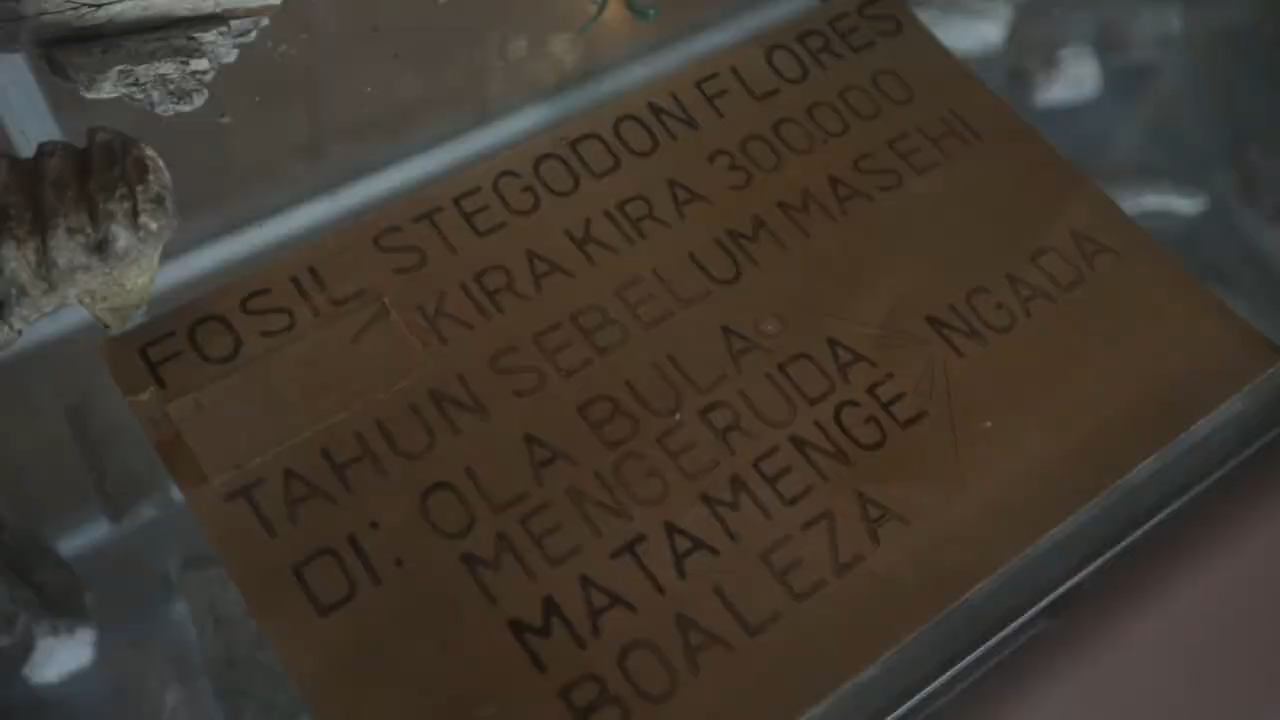 FOSIL STEGODON FLORES
KIRA KIRA 300.000
TAHUN SEBELUM MASEHI
DI: OLA BULA
MENGERUDA
MATAMENGE / NGADA
BOALEZA